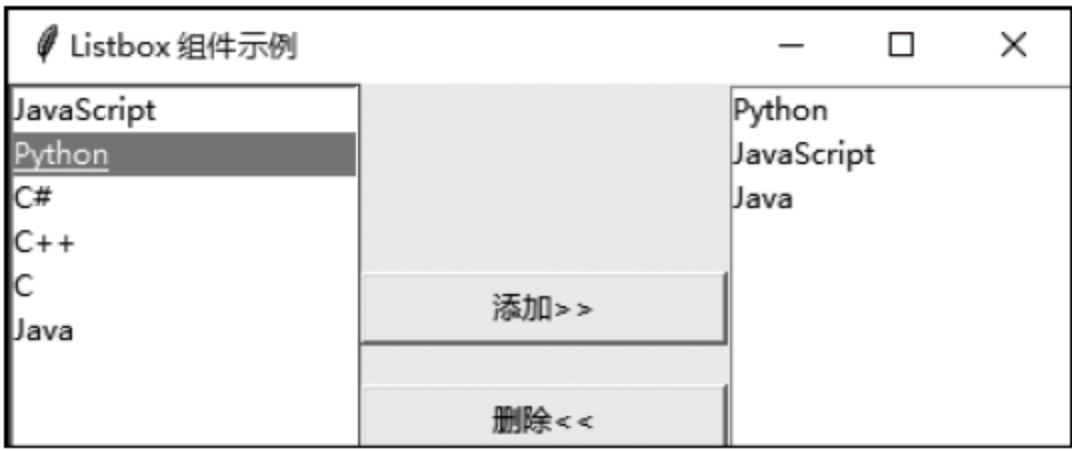 Listbox 组件示例
JavaScript
Python
C#
C++
C
Java
添加>>
删除<<
Python
JavaScript
Java